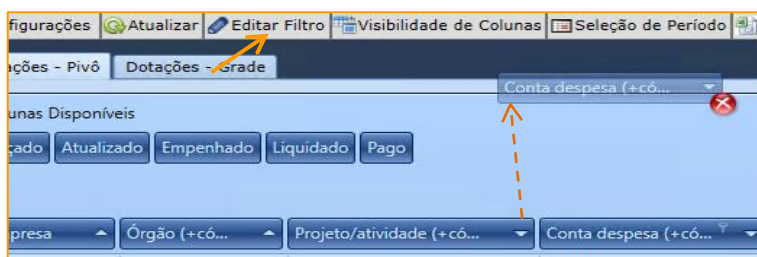 figurações Atualizar Editar Filtro Visibilidade de Colunas Seleção de Período
ações - Pivô Dotações - Grade
Conta despesa (+có...
unas Disponíveis
çado Atualizado Empenhado Liquidado Pago
presa Órgão (+có... Projeto/atividade (+có... Conta despesa (+có...